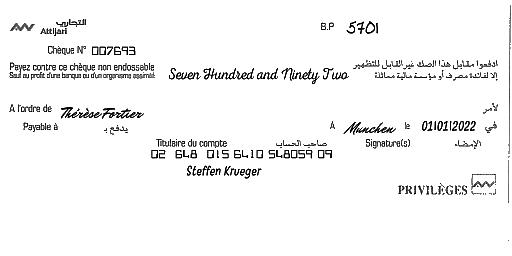 التجاري
Attijari
B.P 5701
Chèque N° 007693
Payez contre ce chèque non endossable
Seuf au profit d'une banque ou d'un organisme assimilé
Seven Hundred and Ninety Two
ادفعوا مقابل هذا الصك غير القابل للتظهير
إلا لفائدة مصرف أو مؤسسة مالية مماثلة
A l'ordre de Thérèse Fortier لأمر
Payable à يدفع بـ
À Munchen le 01/01/2022 في
Titulaire du compte صاحب الحساب Signature(s) الإمضاء
02 648 015 6410 548059 09
Steffen Krueger
PRIVILÈGES